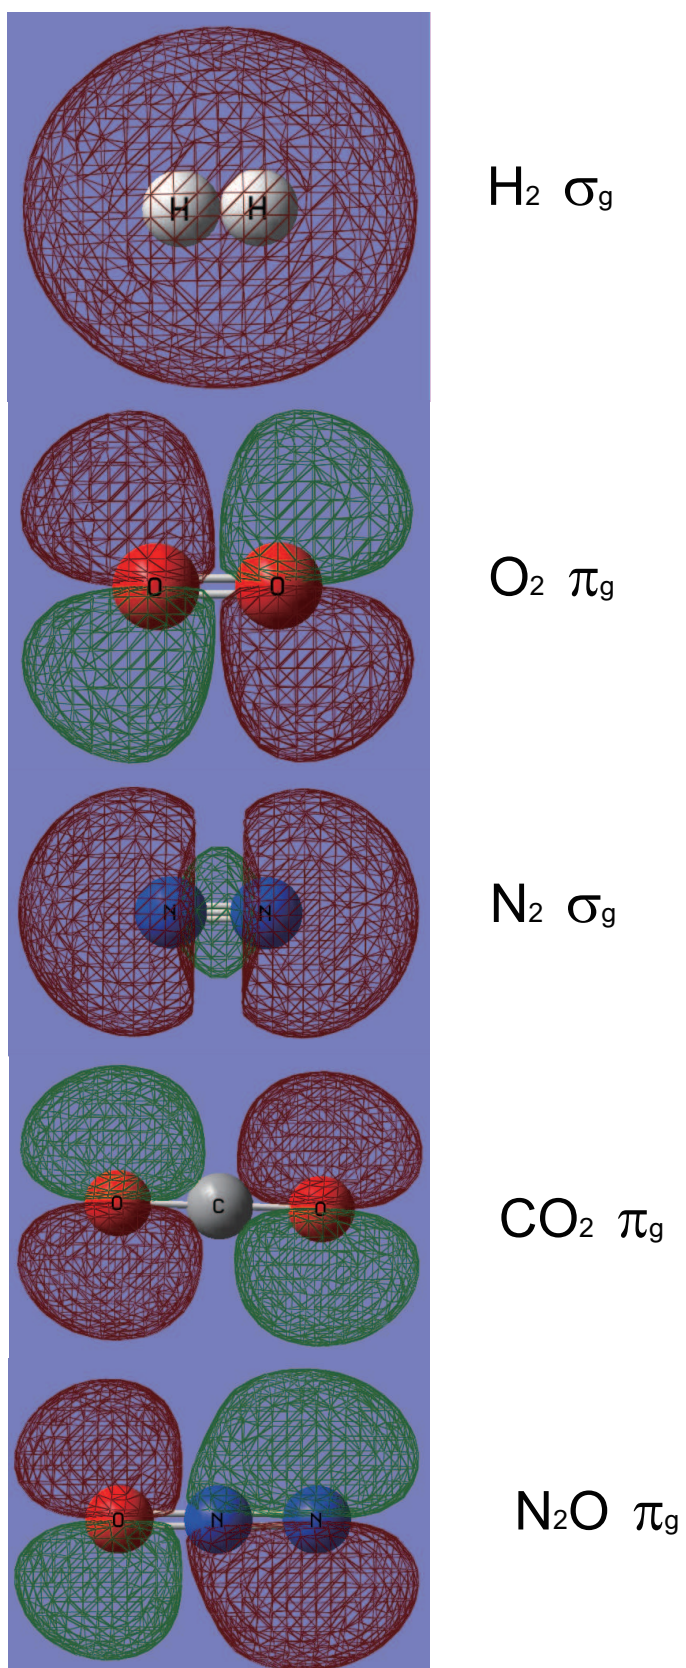 H H
H₂ σg
O O
O₂ πg
N N
N₂ σg
O C O
CO₂ πg
O N N
N₂O πg